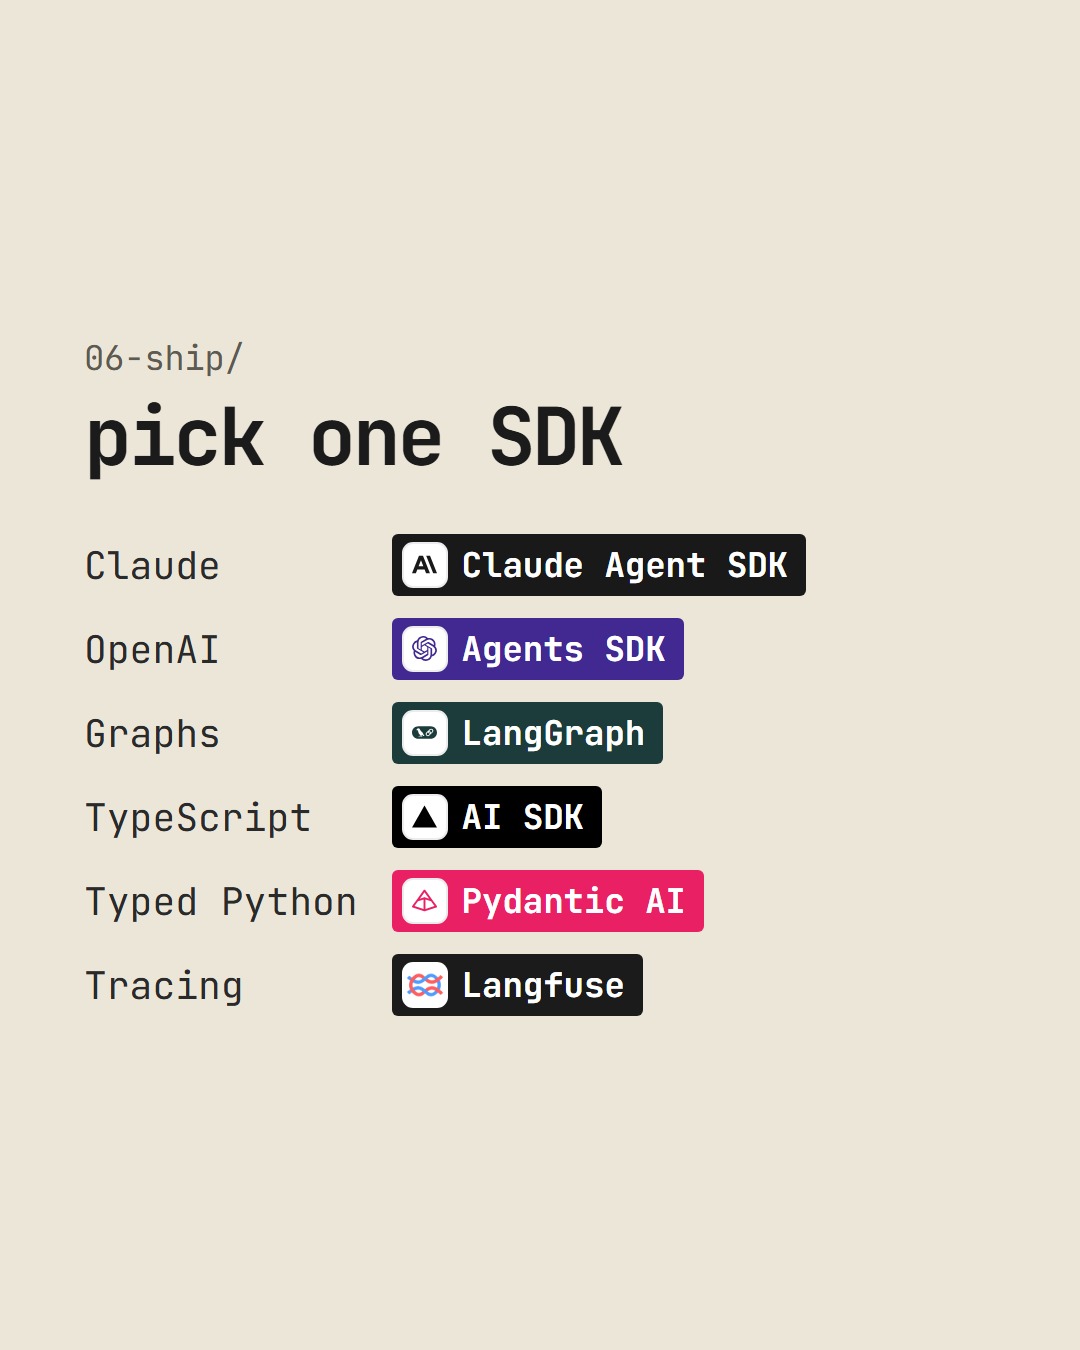 06-ship/
pick one SDK
Claude Claude Agent SDK
OpenAI Agents SDK
Graphs LangGraph
TypeScript AI SDK
Typed Python Pydantic AI
Tracing Langfuse